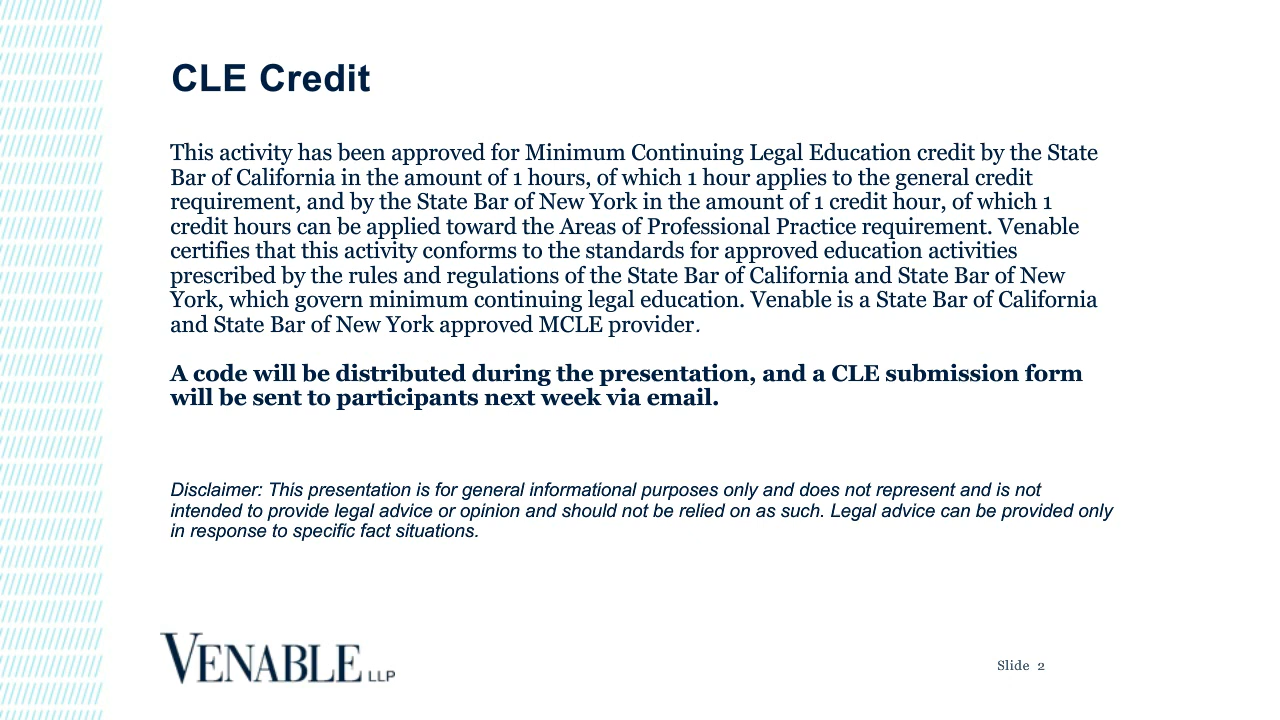 CLE Credit
This activity has been approved for Minimum Continuing Legal Education credit by the State
Bar of California in the amount of 1 hours, of which 1 hour applies to the general credit
requirement, and by the State Bar of New York in the amount of 1 credit hour, of which 1
credit hours can be applied toward the Areas of Professional Practice requirement. Venable
certifies that this activity conforms to the standards for approved education activities
prescribed by the rules and regulations of the State Bar of California and State Bar of New
York, which govern minimum continuing legal education. Venable is a State Bar of California
and State Bar of New York approved MCLE provider.
A code will be distributed during the presentation, and a CLE submission form
will be sent to participants next week via email.
Disclaimer: This presentation is for general informational purposes only and does not represent and is not
intended to provide legal advice or opinion and should not be relied on as such. Legal advice can be provided only
in response to specific fact situations.
VENABLE LLP
Slide 2